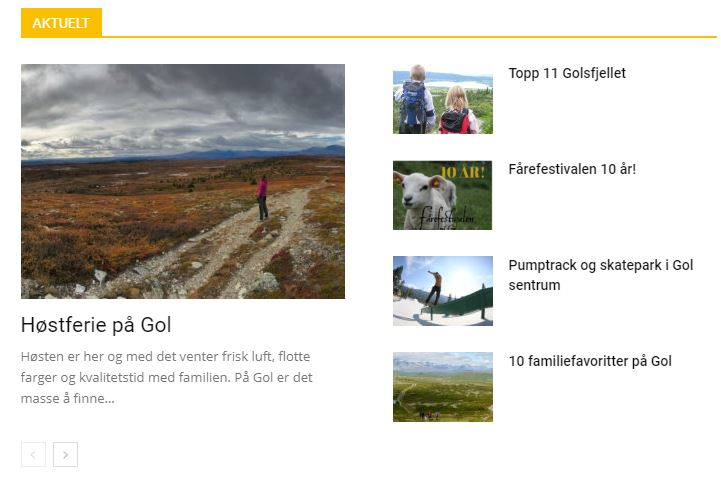 AKTUELT
Høstferie på Gol
Høsten er her og med det venter frisk luft, flotte
farger og kvalitetstid med familien. På Gol er det
masse å finne...
Topp 11 Golsfjellet
10 ÅR!
Fårefestivalen
Fårefestivalen 10 år!
Pumptrack og skatepark i Gol
sentrum
10 familiefavoritter på Gol